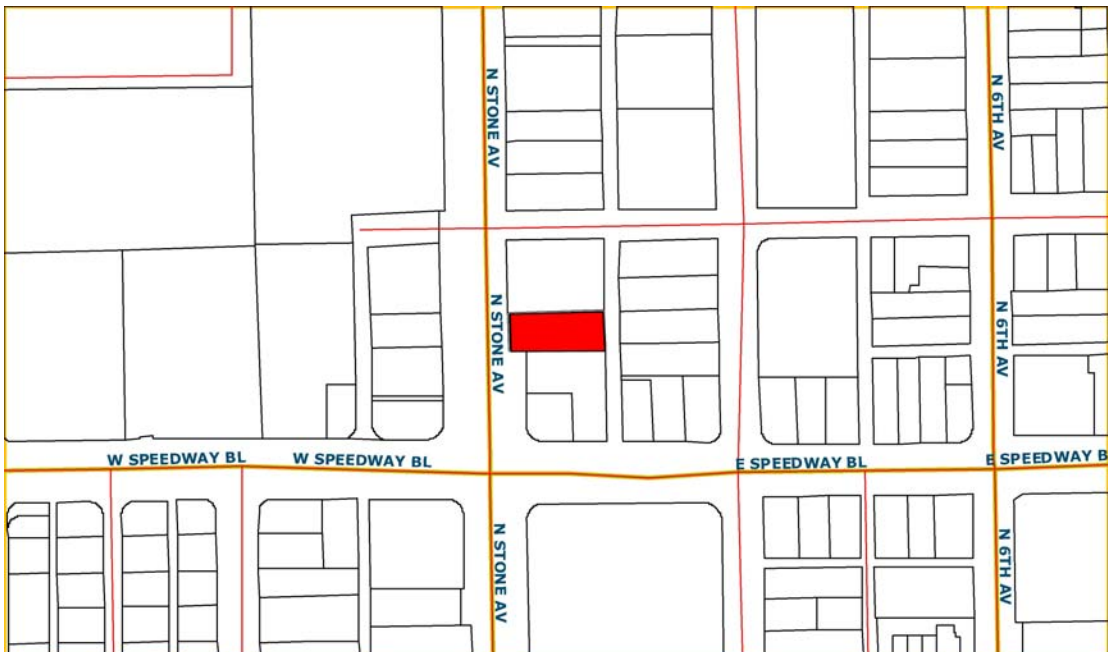 N STONE AV
N 6TH AV
N STONE AV
N 6TH AV
W SPEEDWAY BL
W SPEEDWAY BL
E SPEEDWAY BL
E SPEEDWAY B
N STONE AV
N 6TH AV